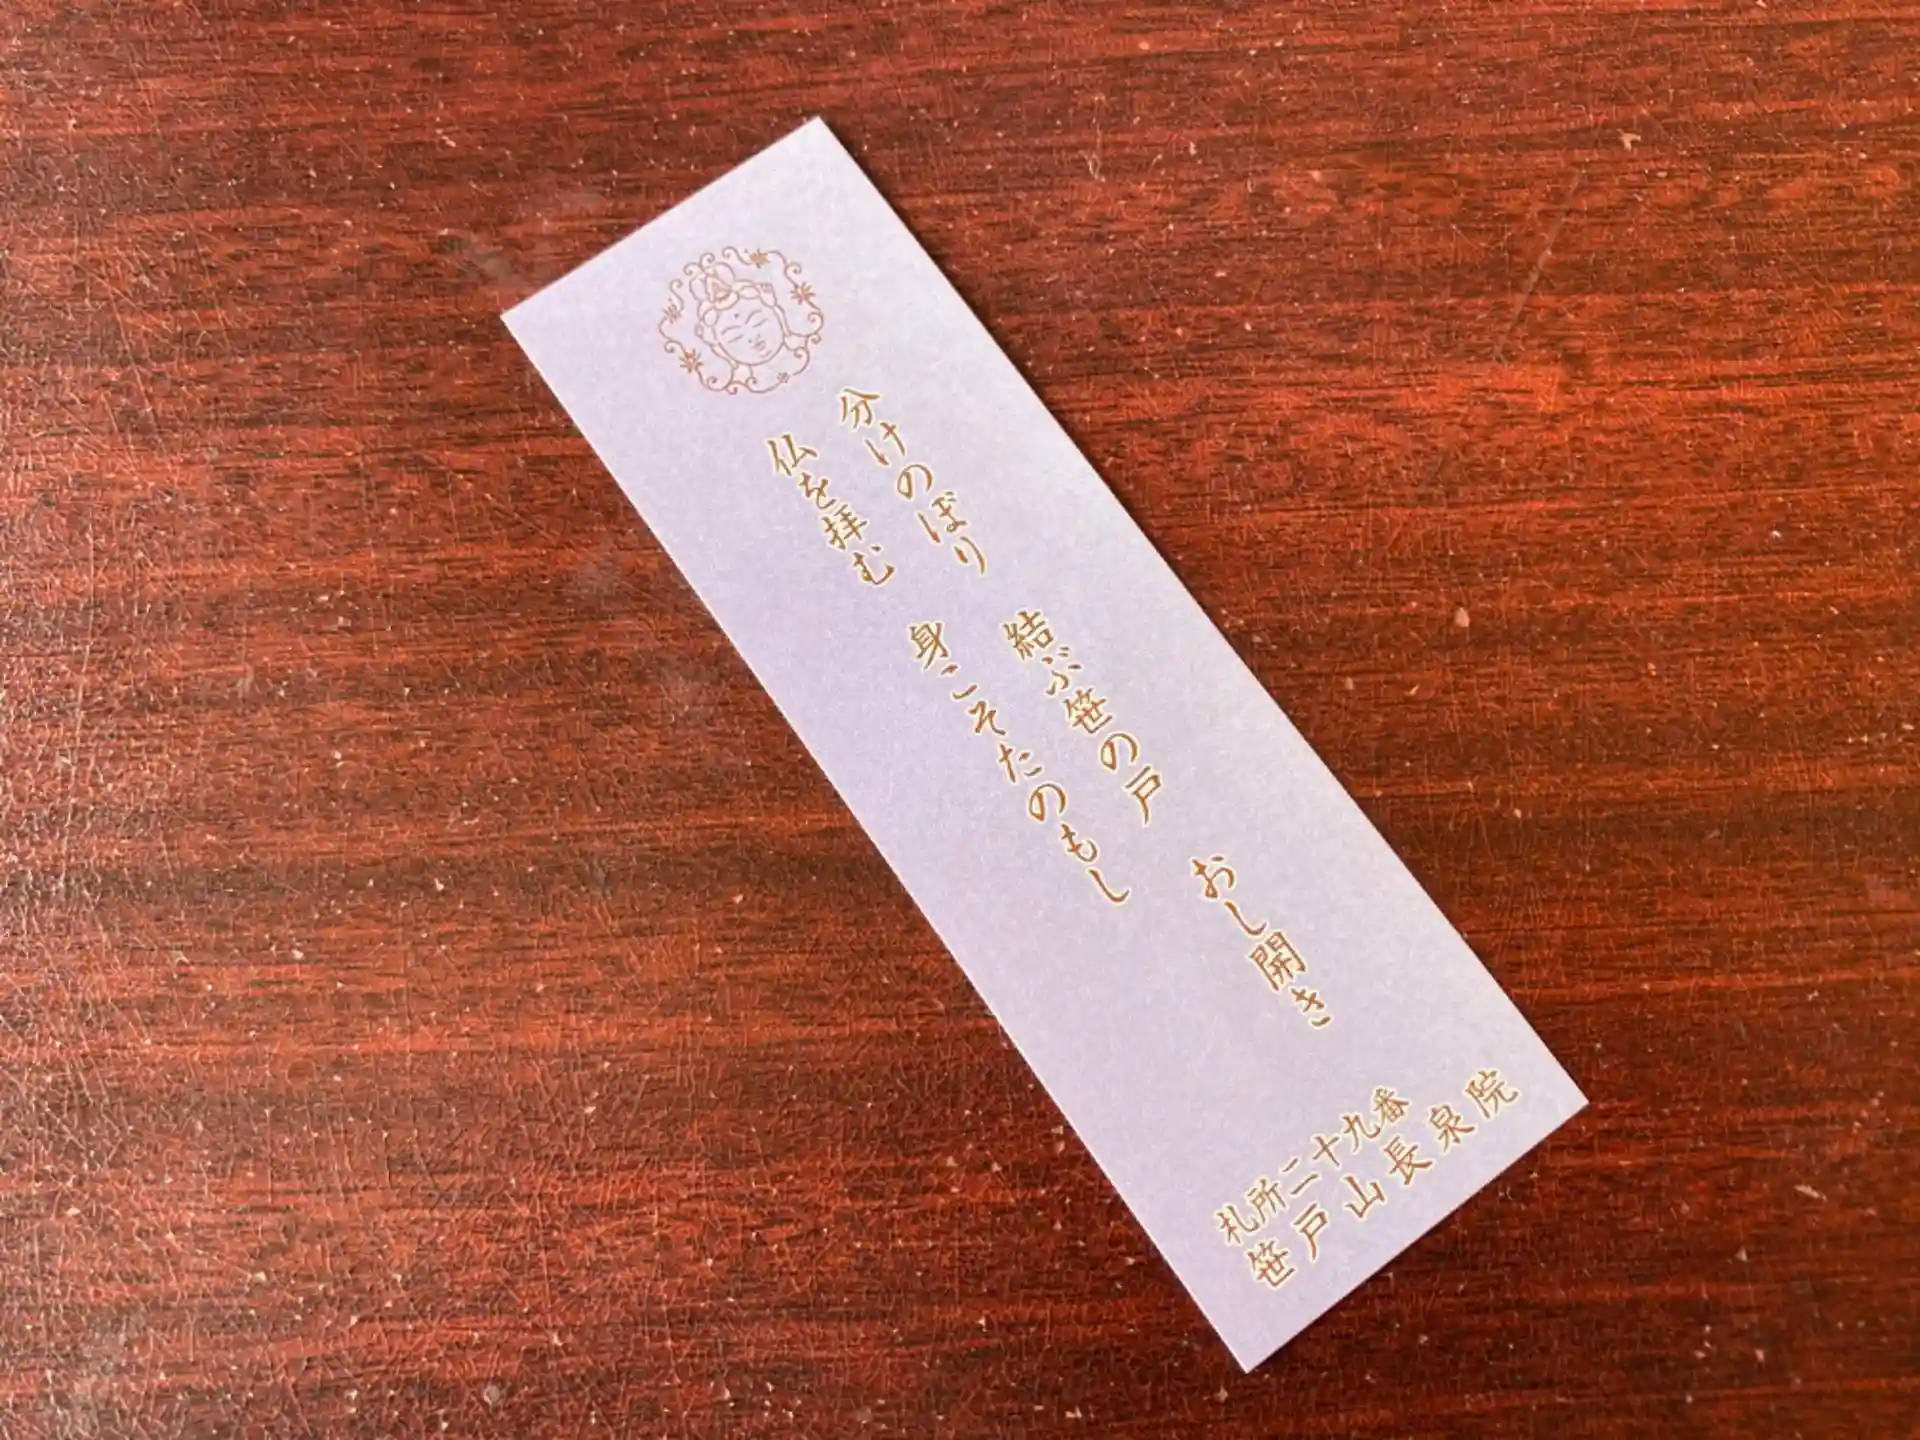 分けのぼり 結ぶ笹の戸 おし開き
仏を拝む 身こそたのもし
札所二十九番
笹戸山長泉院